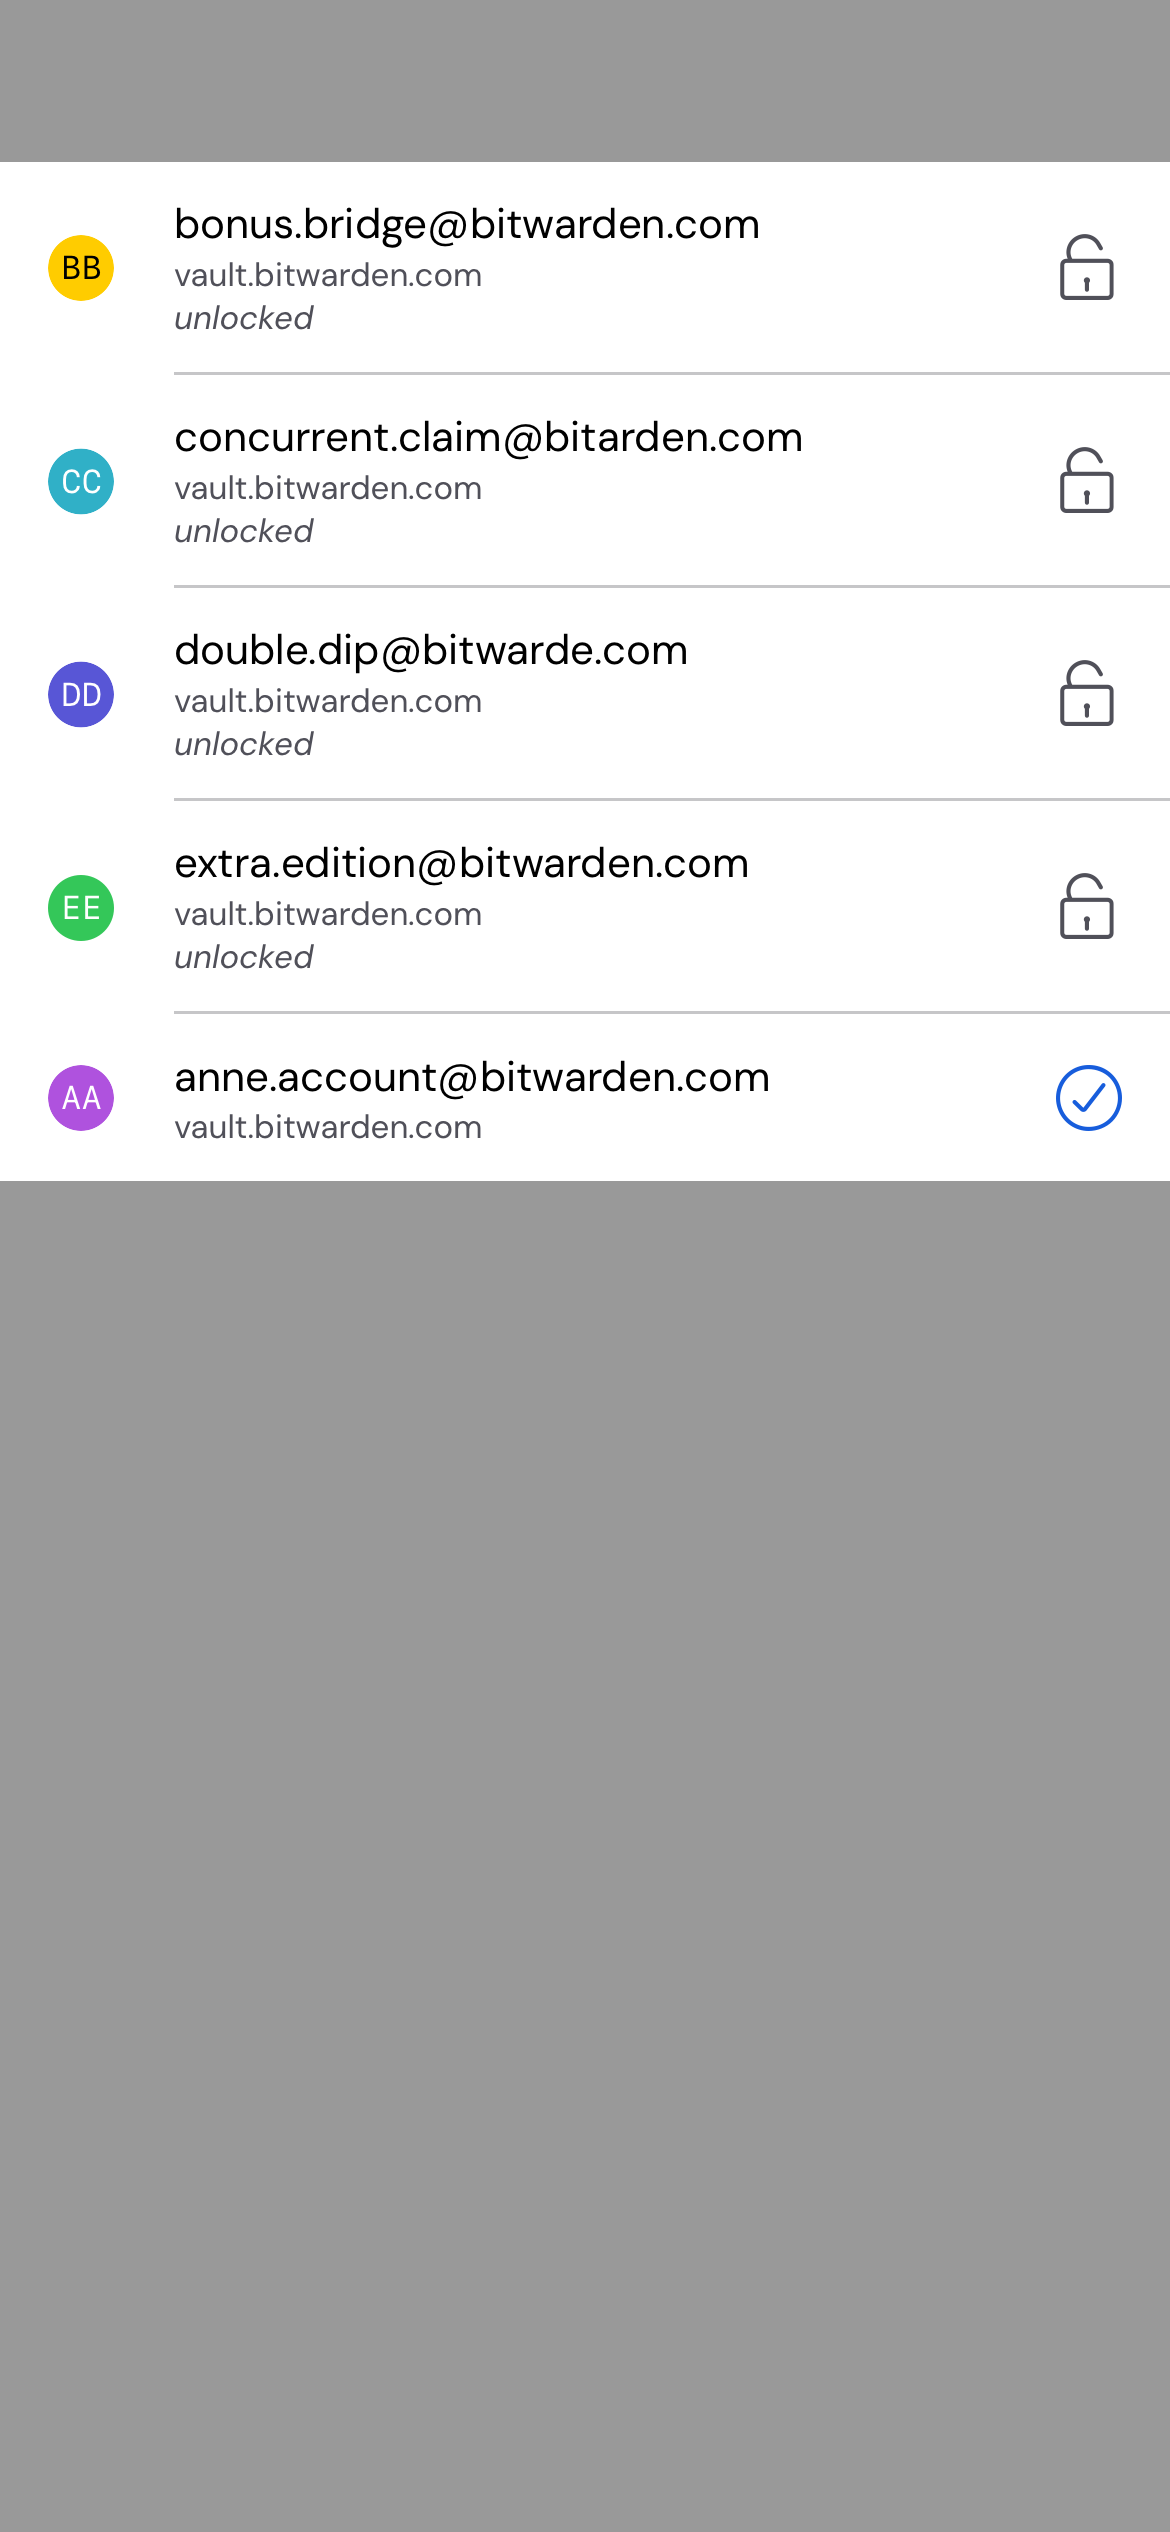 BB
bonus.bridge@bitwarden.com
vault.bitwarden.com
unlocked
CC
concurrent.claim@bitarden.com
vault.bitwarden.com
unlocked
DD
double.dip@bitwarde.com
vault.bitwarden.com
unlocked
EE
extra.edition@bitwarden.com
vault.bitwarden.com
unlocked
AA
anne.account@bitwarden.com
vault.bitwarden.com